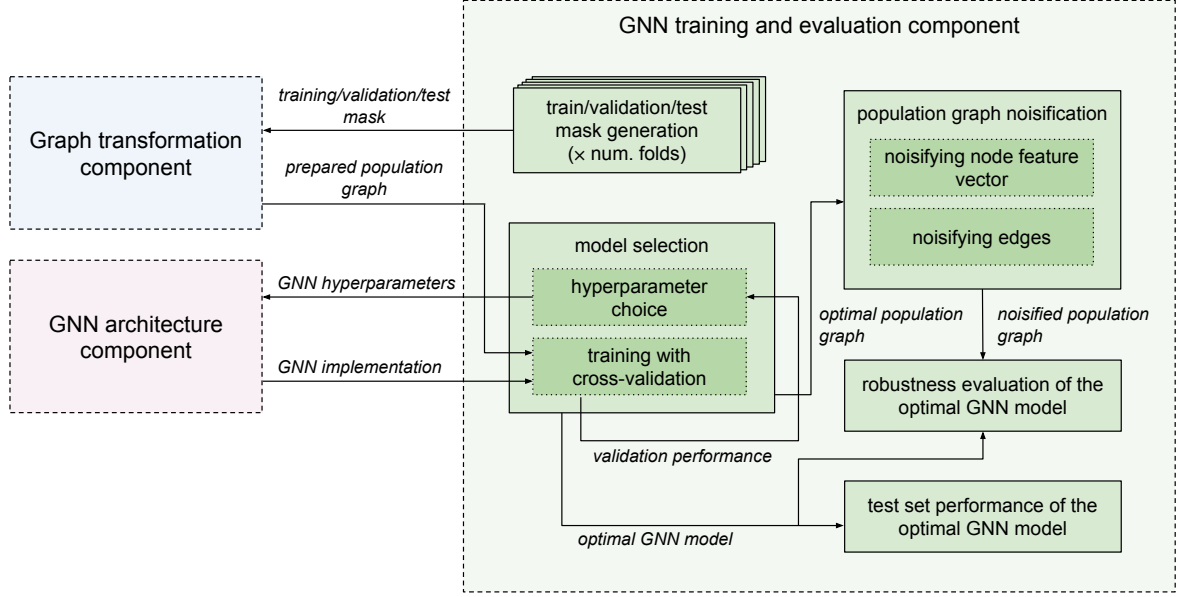 GNN training and evaluation component
Graph transformation
component
training/validation/test
mask
prepared population
graph
train/validation/test
mask generation
(× num. folds)
population graph noisification
noisifying node feature
vector
noisifying edges
GNN architecture
component
GNN hyperparameters
GNN implementation
model selection
hyperparameter
choice
training with
cross-validation
optimal population
graph
noisified population
graph
robustness evaluation of the
optimal GNN model
validation performance
optimal GNN model
test set performance of the
optimal GNN model